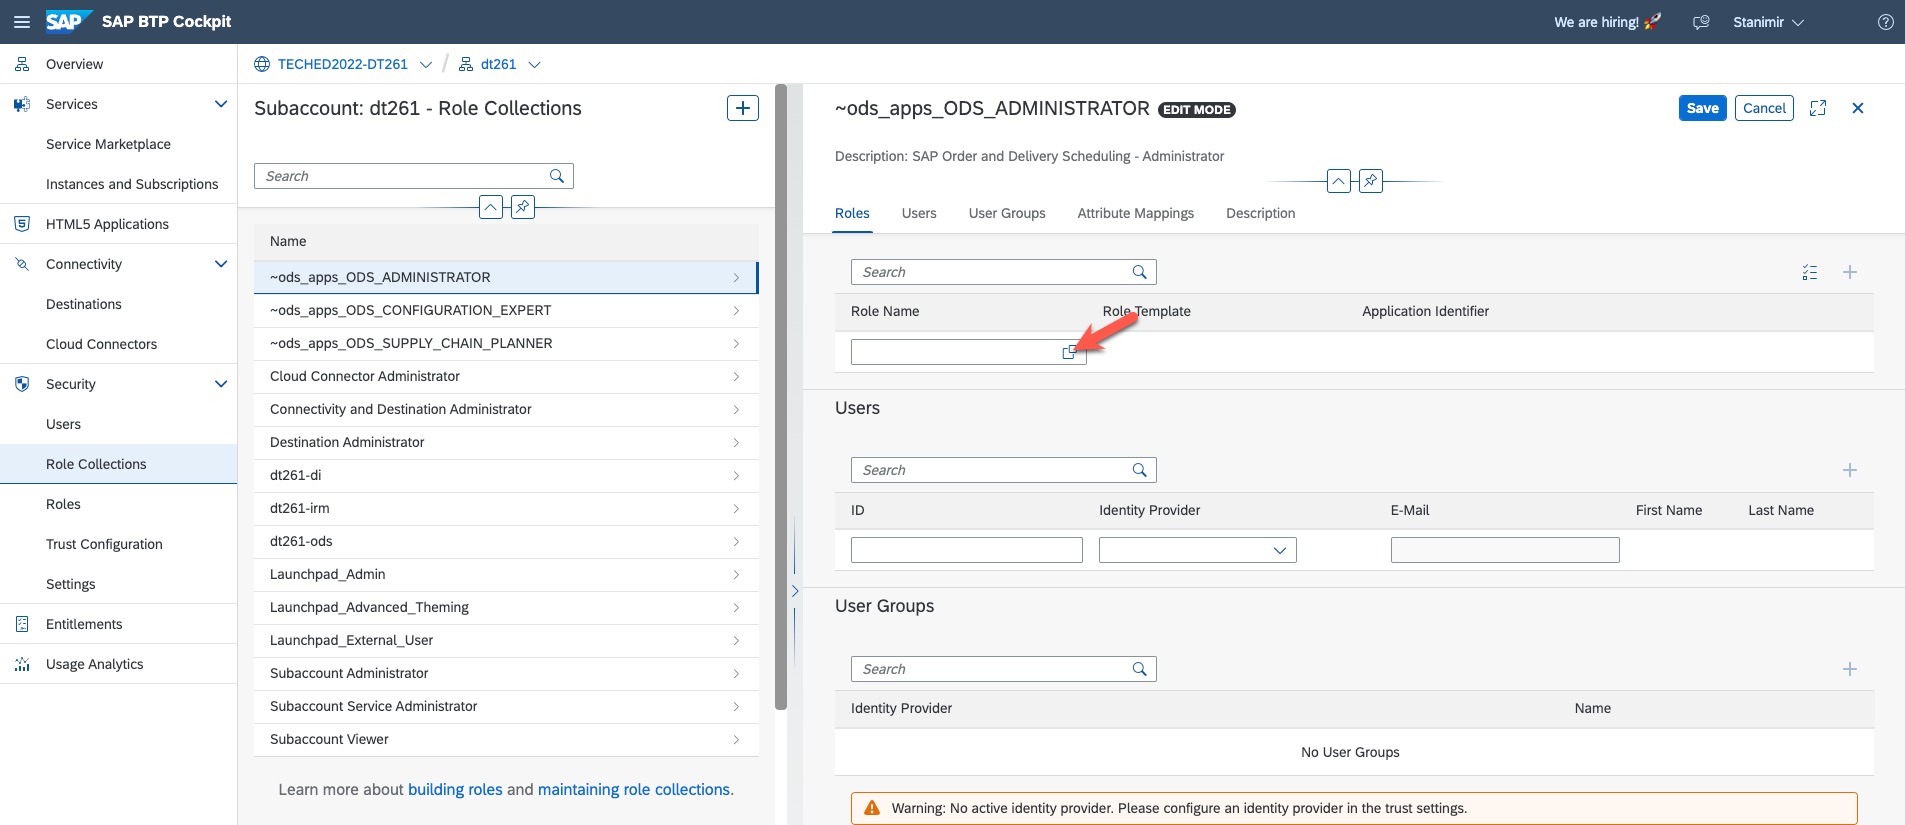 SAP SAP BTP Cockpit
We are hiring! 🚀
Stanimir
Overview
Services
Service Marketplace
Instances and Subscriptions
HTML5 Applications
Connectivity
Destinations
Cloud Connectors
Security
Users
Role Collections
Roles
Trust Configuration
Settings
Entitlements
Usage Analytics
TECHED2022-DT261 / dt261
Subaccount: dt261 - Role Collections
Search
Name
~ods_apps_ODS_ADMINISTRATOR
~ods_apps_ODS_CONFIGURATION_EXPERT
~ods_apps_ODS_SUPPLY_CHAIN_PLANNER
Cloud Connector Administrator
Connectivity and Destination Administrator
Destination Administrator
dt261-di
dt261-irm
dt261-ods
Launchpad_Admin
Launchpad_Advanced_Theming
Launchpad_External_User
Subaccount Administrator
Subaccount Service Administrator
Subaccount Viewer
Learn more about building roles and maintaining role collections.
~ods_apps_ODS_ADMINISTRATOR EDIT MODE
Save Cancel
Description: SAP Order and Delivery Scheduling - Administrator
Roles Users User Groups Attribute Mappings Description
Search
Role Name Role Template Application Identifier
Users
Search
ID Identity Provider E-Mail First Name Last Name
User Groups
Search
Identity Provider Name
No User Groups
Warning: No active identity provider. Please configure an identity provider in the trust settings.